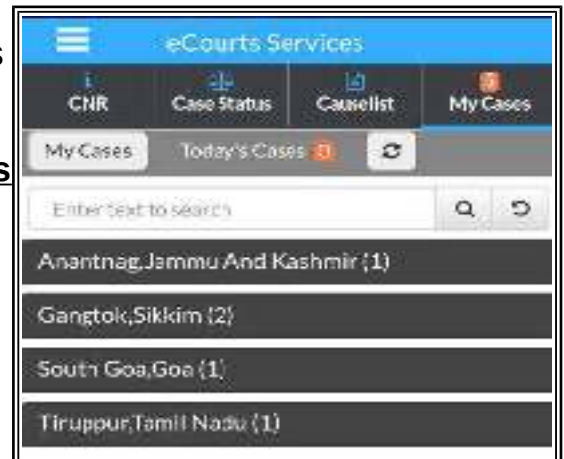 eCourts Services
CNR Case Status Causelist My Cases
My Cases Today's Cases
s
Enter text to search
Anantnag,Jammu And Kashmir (1)
Gangtok,Sikkim (2)
South Goa,Goa (1)
Tiruppur,Tamil Nadu (1)